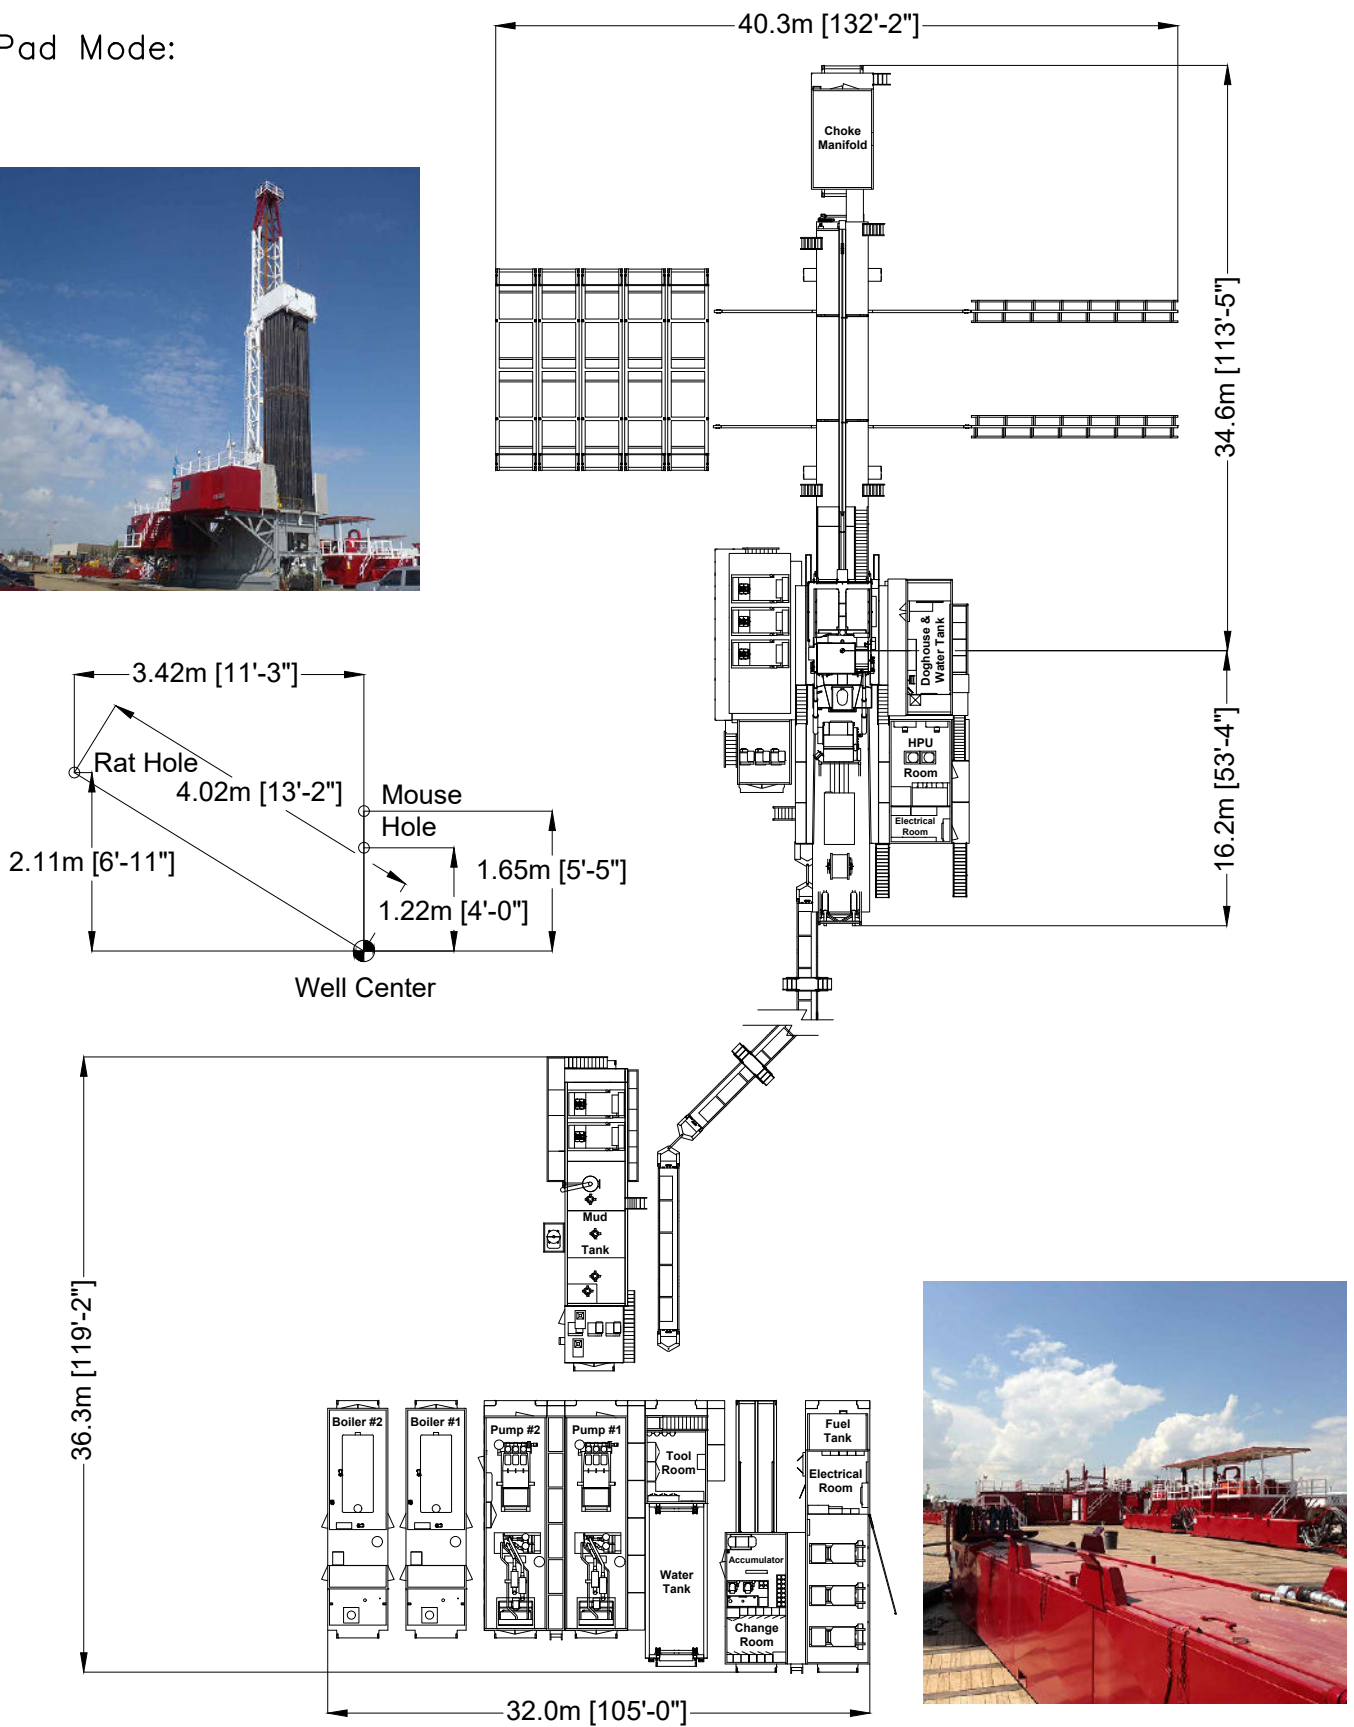 Pad Mode:
40.3m [132'-2"]
Choke
Manifold
34.6m [113'-5"]
Doghouse &
Water Tank
3.42m [11'-3"]
Rat Hole
4.02m [13'-2"]
Mouse
Hole
2.11m [6'-11"]
1.65m [5'-5"]
1.22m [4'-0"]
Well Center
HPU
Room
Electrical
Room
16.2m [53'-4"]
Mud
Tank
36.3m [119'-2"]
Boiler #2
Boiler #1
Pump #2
Pump #1
Tool
Room
Fuel
Tank
Electrical
Room
Water
Tank
Accumulator
Change
Room
32.0m [105'-0"]